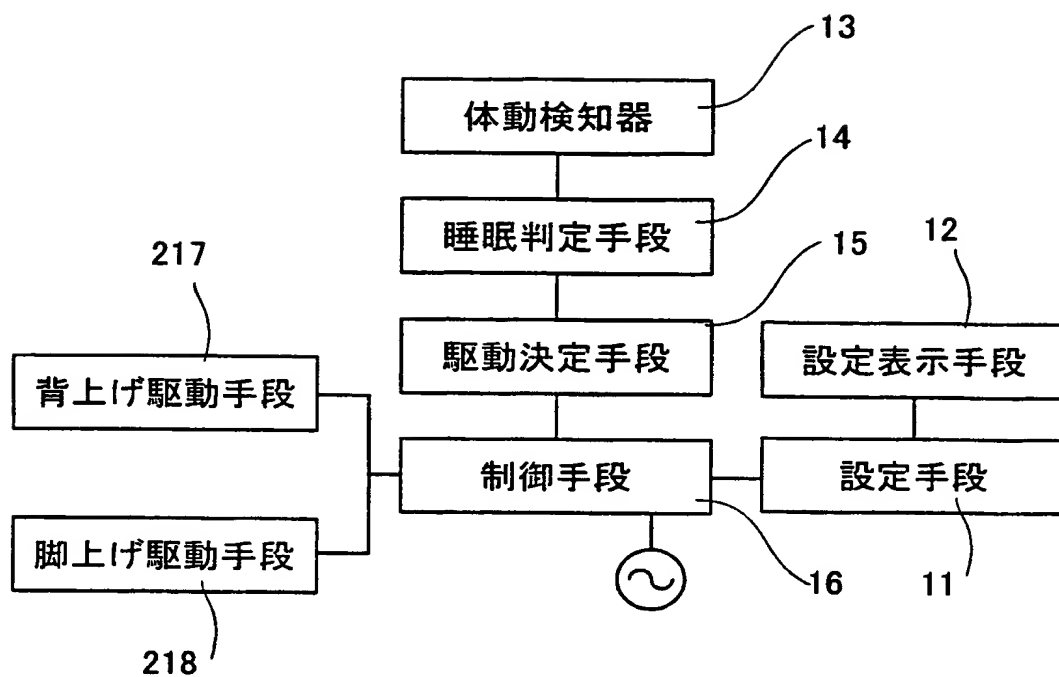 13
体動検知器
14
睡眠判定手段
217
15
12
背上げ駆動手段
駆動決定手段
設定表示手段
制御手段
設定手段
脚上げ駆動手段
16
11
218